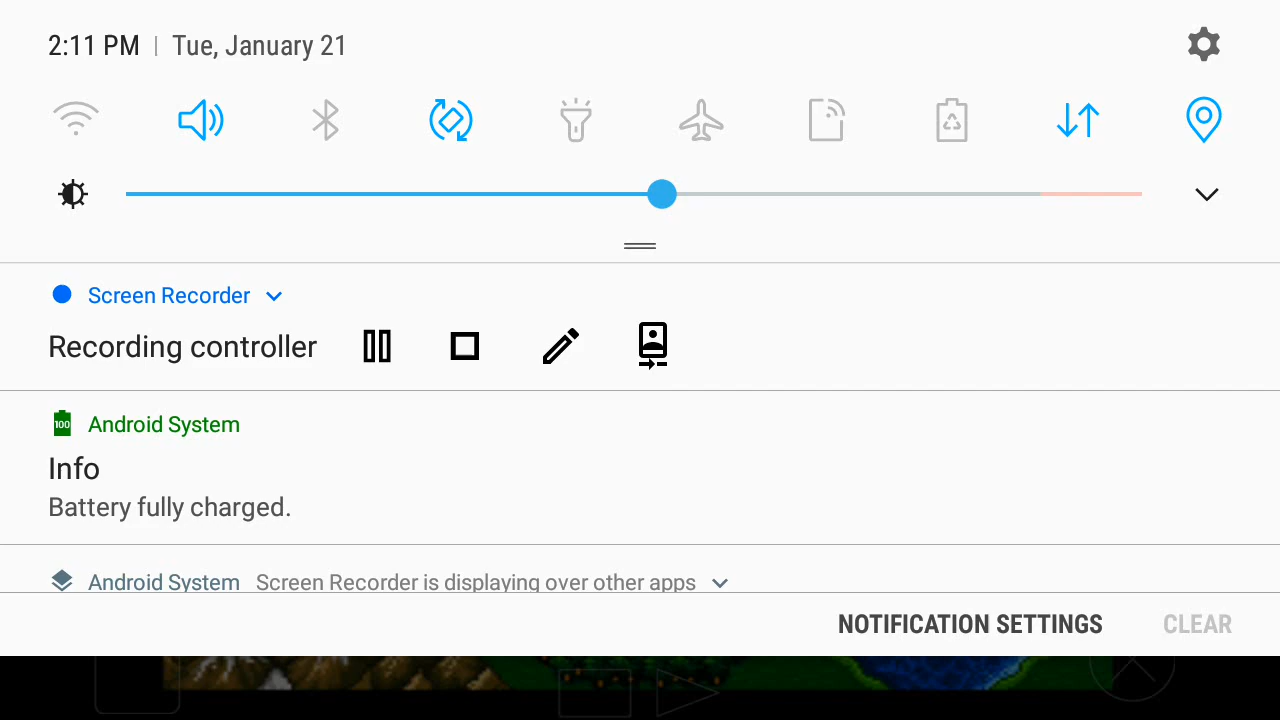 2:11 PM | Tue, January 21
Screen Recorder
Recording controller
100 Android System
Info
Battery fully charged.
Android System Screen Recorder is displaying over other apps
NOTIFICATION SETTINGS CLEAR